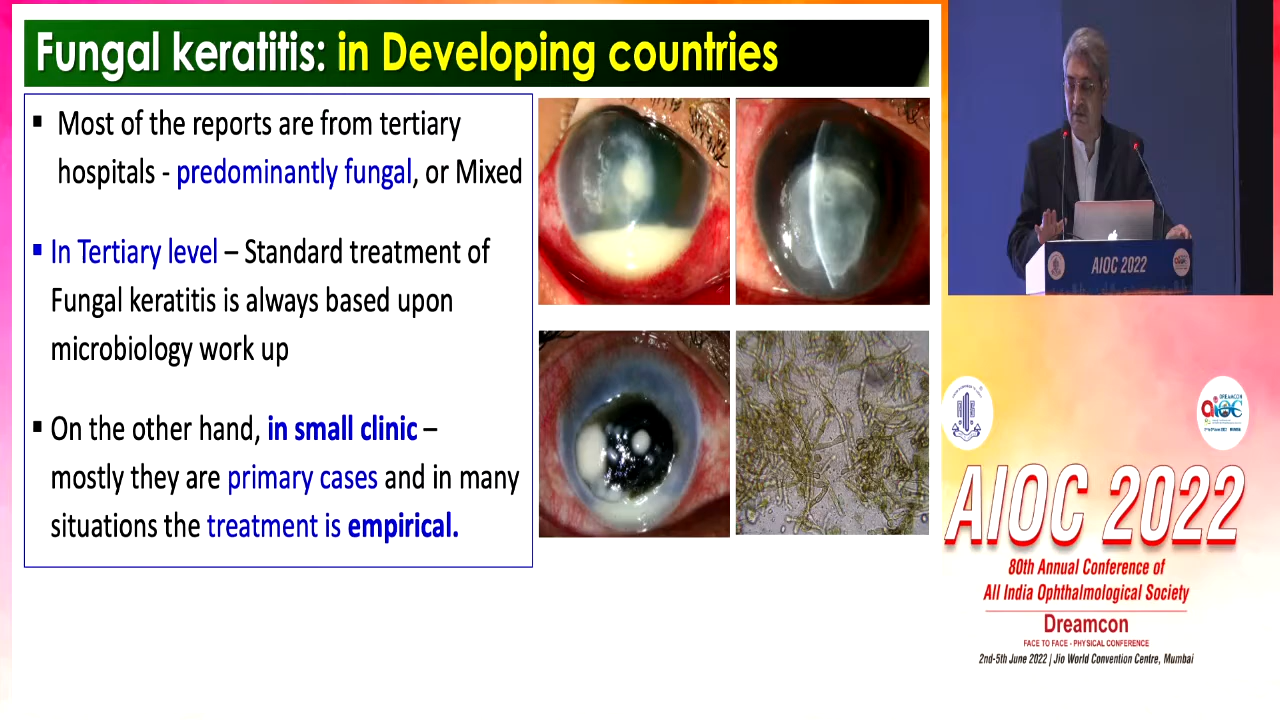 Fungal keratitis: in Developing countries
▪ Most of the reports are from tertiary
hospitals - predominantly fungal, or Mixed
▪ In Tertiary level – Standard treatment of
Fungal keratitis is always based upon
microbiology work up
▪ On the other hand, in small clinic –
mostly they are primary cases and in many
situations the treatment is empirical.
AIOC 2022
AIOC 2022
80th Annual Conference of
All India Ophthalmological Society
Dreamcon
FACE TO FACE - PHYSICAL CONFERENCE
2nd-5th June 2022 | Jio World Convention Centre, Mumbai